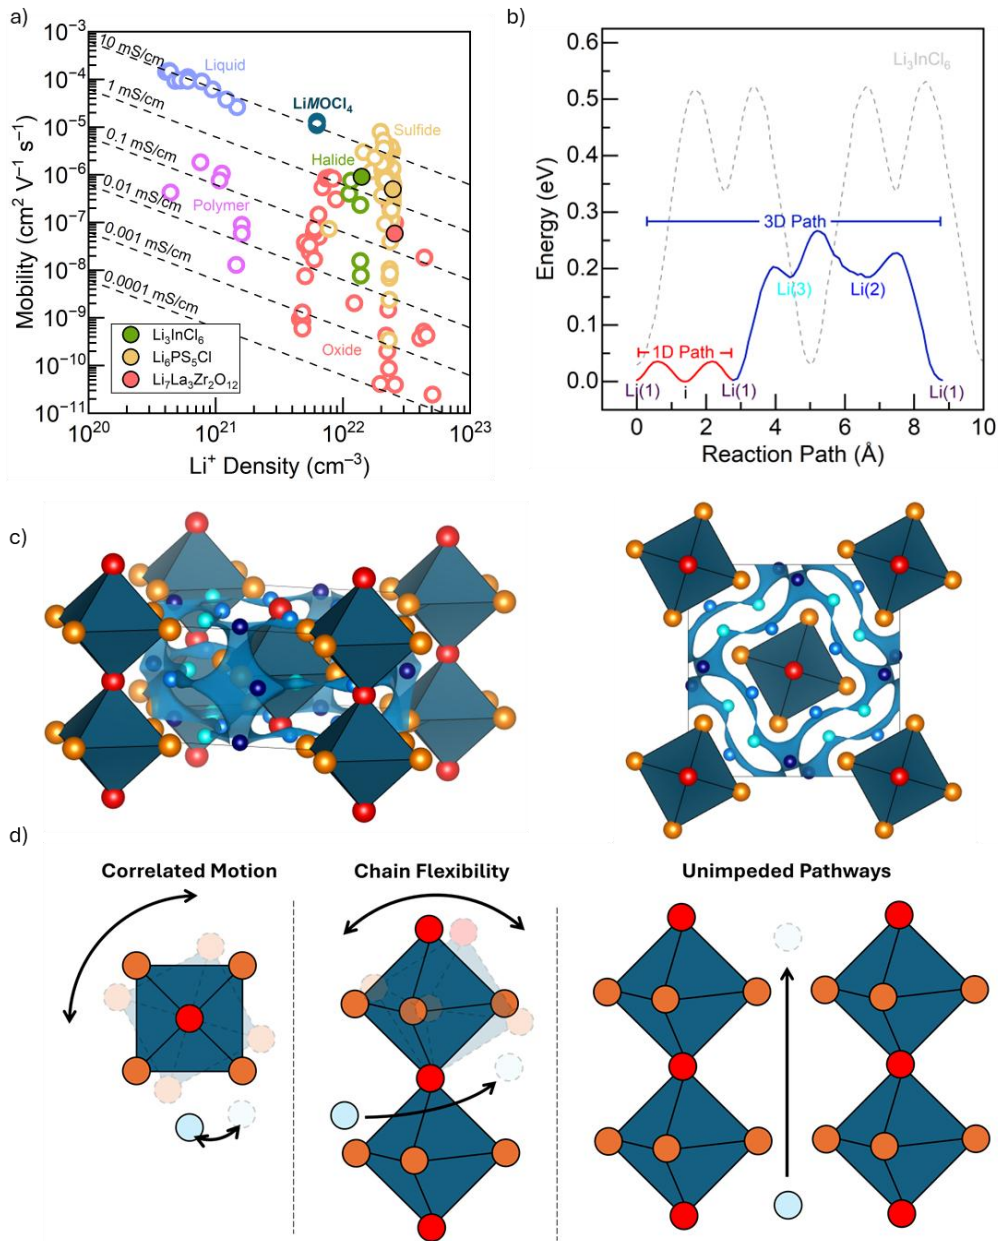 a)
10⁻³
10⁻⁴
10⁻⁵
10⁻⁶
10⁻⁷
10⁻⁸
10⁻⁹
10⁻¹⁰
10⁻¹¹
Mobility (cm² V⁻¹ s⁻¹)
10 mS/cm
1 mS/cm
0.1 mS/cm
0.01 mS/cm
0.001 mS/cm
0.0001 mS/cm
Liquid
LiMOCl₄
Sulfide
Halide
Polymer
Oxide
Li₃InCl₆
Li₆PS₅Cl
Li₇La₃Zr₂O₁₂
10²⁰
10²¹
10²²
10²³
Li⁺ Density (cm⁻³)
b)
0.6
0.5
0.4
0.3
0.2
0.1
0.0
Energy (eV)
Li₃InCl₆
3D Path
Li(3)
Li(2)
1D Path
Li(1)
i
Li(1)
Li(1)
0
2
4
6
8
10
Reaction Path (Å)
c)
d)
Correlated Motion
Chain Flexibility
Unimpeded Pathways